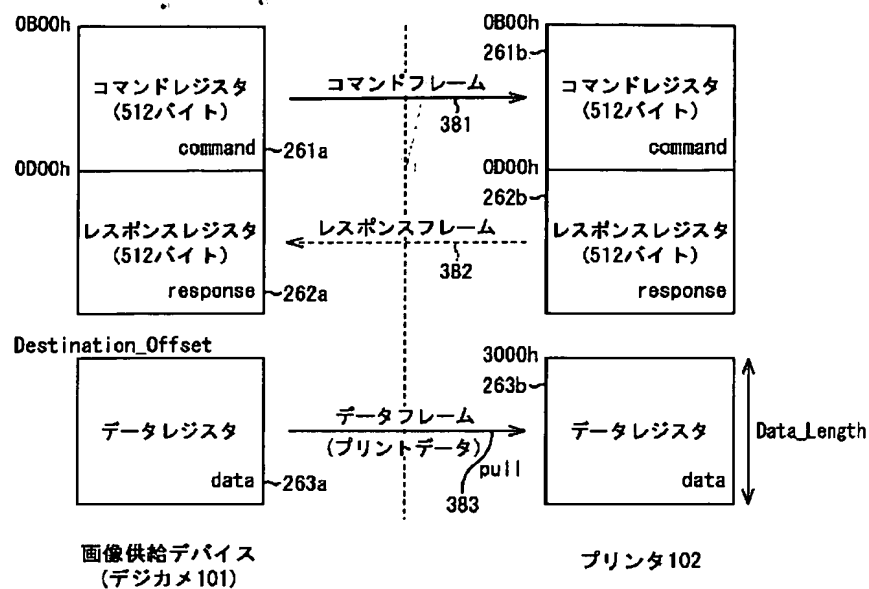 0B00h
コマンドレジスタ
(512バイト)
command
261a
0D00h
レスポンスレジスタ
(512バイト)
response
262a
Destination_Offset
データレジスタ
data
263a
画像供給デバイス
(デジカメ101)
コマンドフレーム
381
レスポンスフレーム
382
データフレーム
(プリントデータ)
pull
383
0B00h
261b
コマンドレジスタ
(512バイト)
command
0D00h
262b
レスポンスレジスタ
(512バイト)
response
3000h
263b
データレジスタ
data
Data_Length
プリンタ102